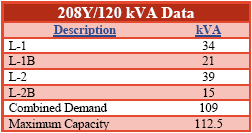 208Y/120 kVA Data
Description kVA
L-1 34
L-1B 21
L-2 39
L-2B 15
Combined Demand 109
Maximum Capacity 112.5